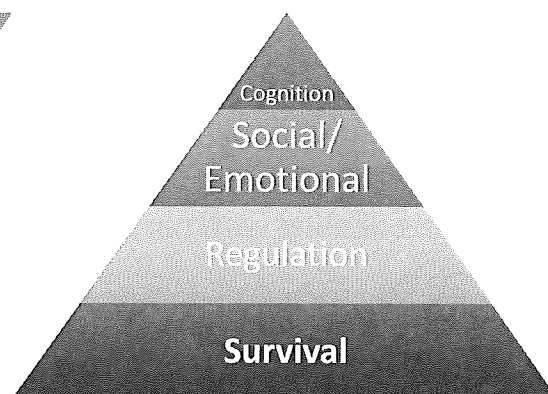 Cognition
Social/
Emotional
Regulation
Survival